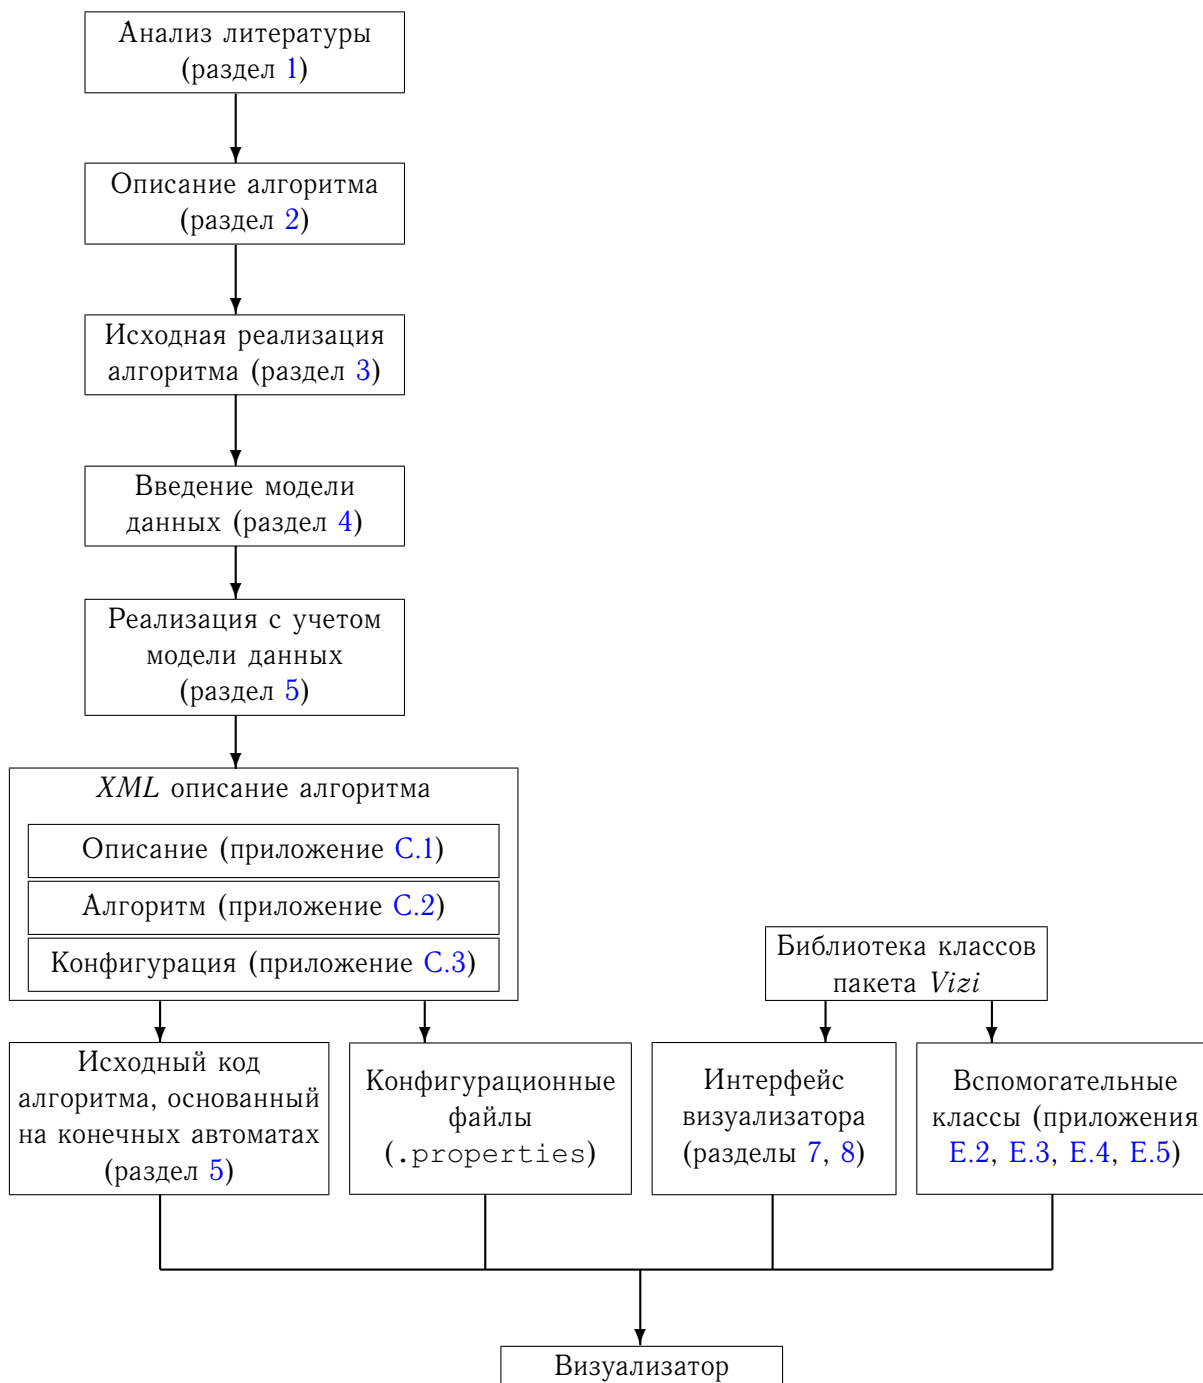 Анализ литературы
(раздел 1)
Описание алгоритма
(раздел 2)
Исходная реализация
алгоритма (раздел 3)
Введение модели
данных (раздел 4)
Реализация с учетом
модели данных
(раздел 5)
XML описание алгоритма
Описание (приложение C.1)
Алгоритм (приложение C.2)
Конфигурация (приложение C.3)
Библиотека классов
пакета Vizi
Исходный код
алгоритма, основанный
на конечных автоматах
(раздел 5)
Конфигурационные
файлы
(.properties)
Интерфейс
визуализатора
(разделы 7, 8)
Вспомогательные
классы (приложения
E.2, E.3, E.4, E.5)
Визуализатор